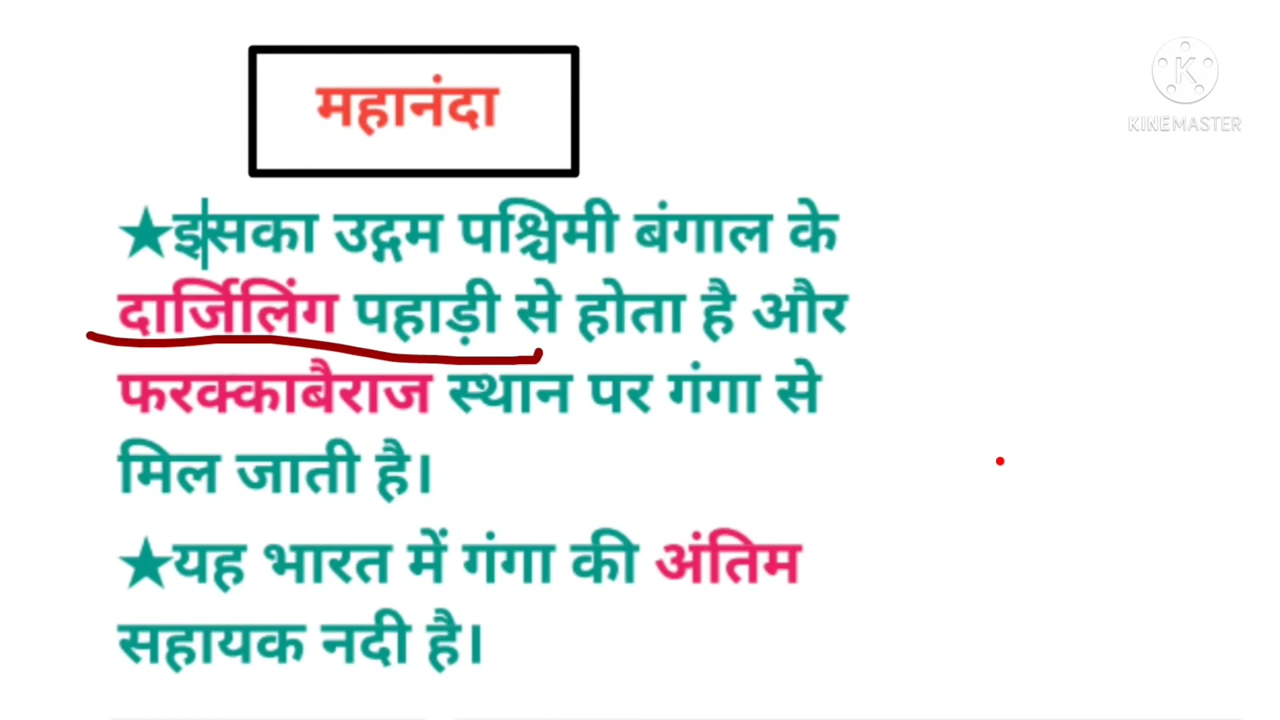 महानंदा
KINEMASTER
★इसका उद्गम पश्चिमी बंगाल के
दार्जिलिंग पहाड़ी से होता है और
फरक्काबैराज स्थान पर गंगा से
मिल जाती है।
★यह भारत में गंगा की अंतिम
सहायक नदी है।